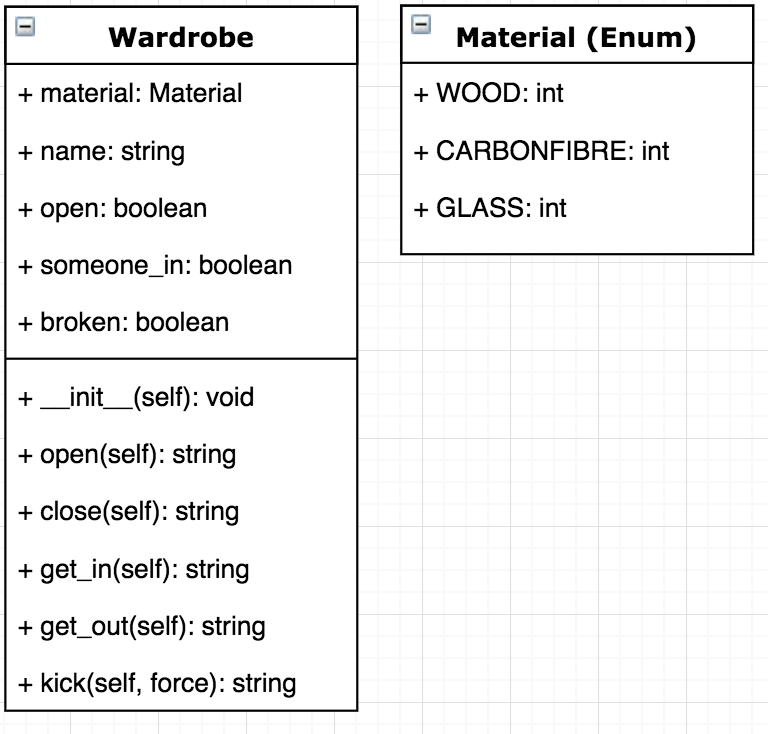 Wardrobe
+ material: Material
+ name: string
+ open: boolean
+ someone_in: boolean
+ broken: boolean
+ __init__(self): void
+ open(self): string
+ close(self): string
+ get_in(self): string
+ get_out(self): string
+ kick(self, force): string
Material (Enum)
+ WOOD: int
+ CARBONFIBRE: int
+ GLASS: int